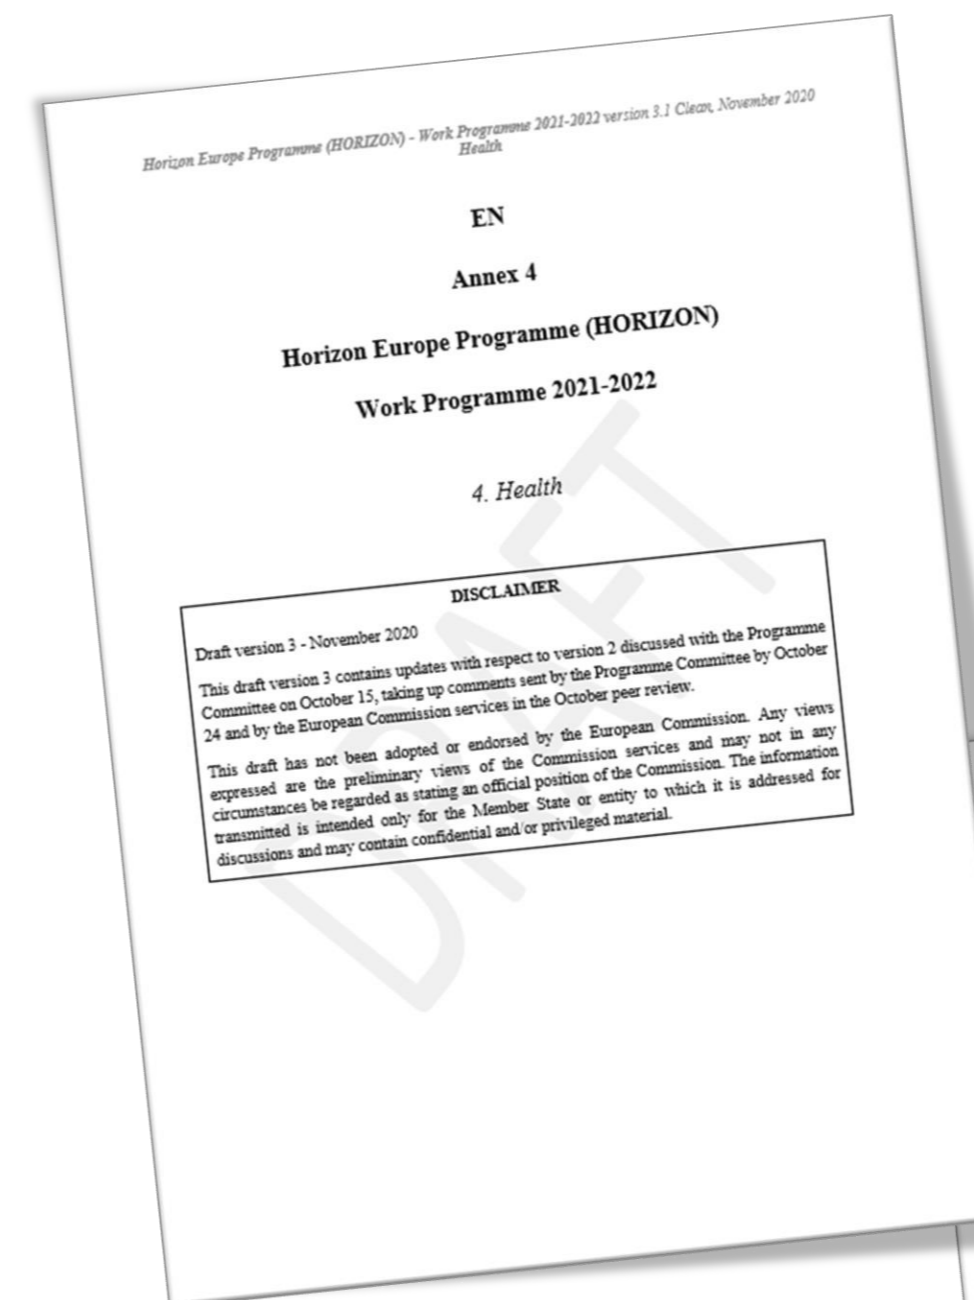 Horizon Europe Programme (HORIZON) - Work Programme 2021-2022 version 3.1 Clean, November 2020
Health
EN
Annex 4
Horizon Europe Programme (HORIZON)
Work Programme 2021-2022
4. Health
DISCLAIMER
Draft version 3 - November 2020
This draft version 3 contains updates with respect to version 2 discussed with the Programme
Committee on October 15, taking up comments sent by the Programme Committee by October
24 and by the European Commission services in the October peer review.
This draft has not been adopted or endorsed by the European Commission. Any views
expressed are the preliminary views of the Commission services and may not in any
circumstances be regarded as stating an official position of the Commission. The information
transmitted is intended only for the Member State or entity to which it is addressed for
discussions and may contain confidential and/or privileged material.
DRAFT